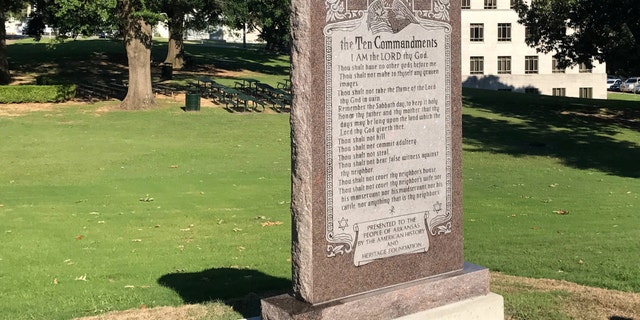 the Ten Commandments
I AM the LORD thy God.
Thou shalt have no other gods before me.
Thou shalt not make to thyself any graven
images.
Thou shalt not take the Name of the Lord
thy God in vain.
Remember the Sabbath day, to keep it holy.
Honor thy father and thy mother, that thy
days may be long upon the land which the
Lord thy God giveth thee.
Thou shalt not kill.
Thou shalt not commit adultery.
Thou shalt not steal.
Thou shalt not bear false witness against
thy neighbor.
Thou shalt not covet thy neighbor's house.
Thou shalt not covet thy neighbor's wife nor
his manservant nor his maidservant nor his
cattle nor anything that is thy neighbor's.
PRESENTED TO THE
PEOPLE OF ARKANSAS
BY THE AMERICAN HISTORY
AND
HERITAGE FOUNDATION